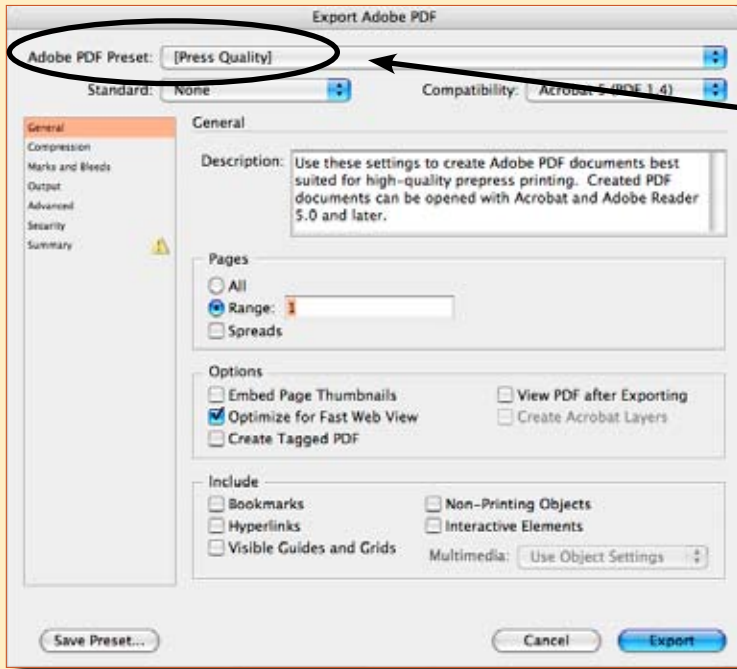 Export Adobe PDF
Adobe PDF Preset: [Press Quality]
Standard: None Compatibility: Acrobat 5 (PDF 1.4)
General
Compression
Marks and Bleeds
Output
Advanced
Security
Summary
General
Description: Use these settings to create Adobe PDF documents best
suited for high-quality prepress printing. Created PDF
documents can be opened with Acrobat and Adobe Reader
5.0 and later.
Pages
All
Range: 1
Spreads
Options
Embed Page Thumbnails View PDF after Exporting
Optimize for Fast Web View Create Acrobat Layers
Create Tagged PDF
Include
Bookmarks Non-Printing Objects
Hyperlinks Interactive Elements
Visible Guides and Grids Multimedia: Use Object Settings
Save Preset... Cancel Export